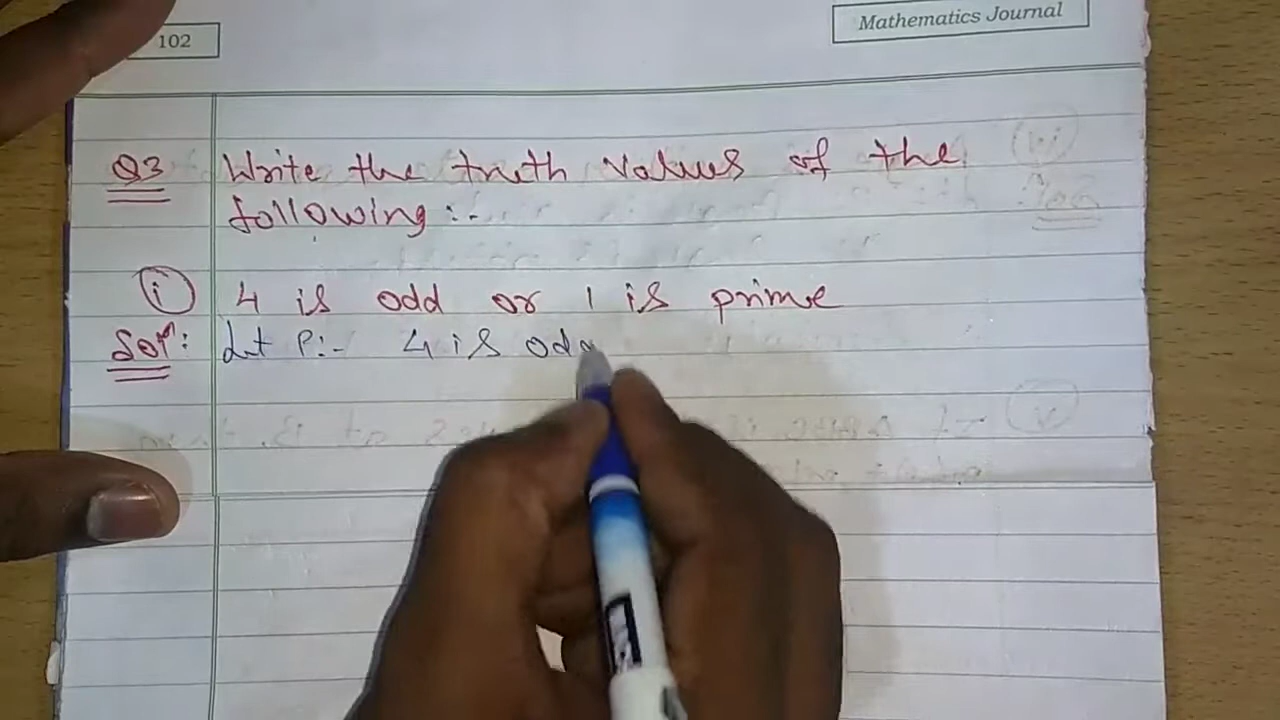 102
Mathematics Journal
Q3 Write the truth values of the
following :-
(i) 4 is odd or 1 is prime
Solⁿ: Let P:- 4 is odd